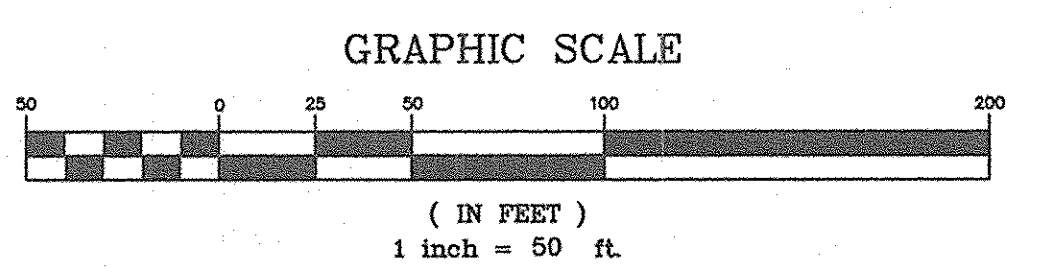 GRAPHIC SCALE
50 0 25 50 100 200
( IN FEET )
1 inch = 50 ft.